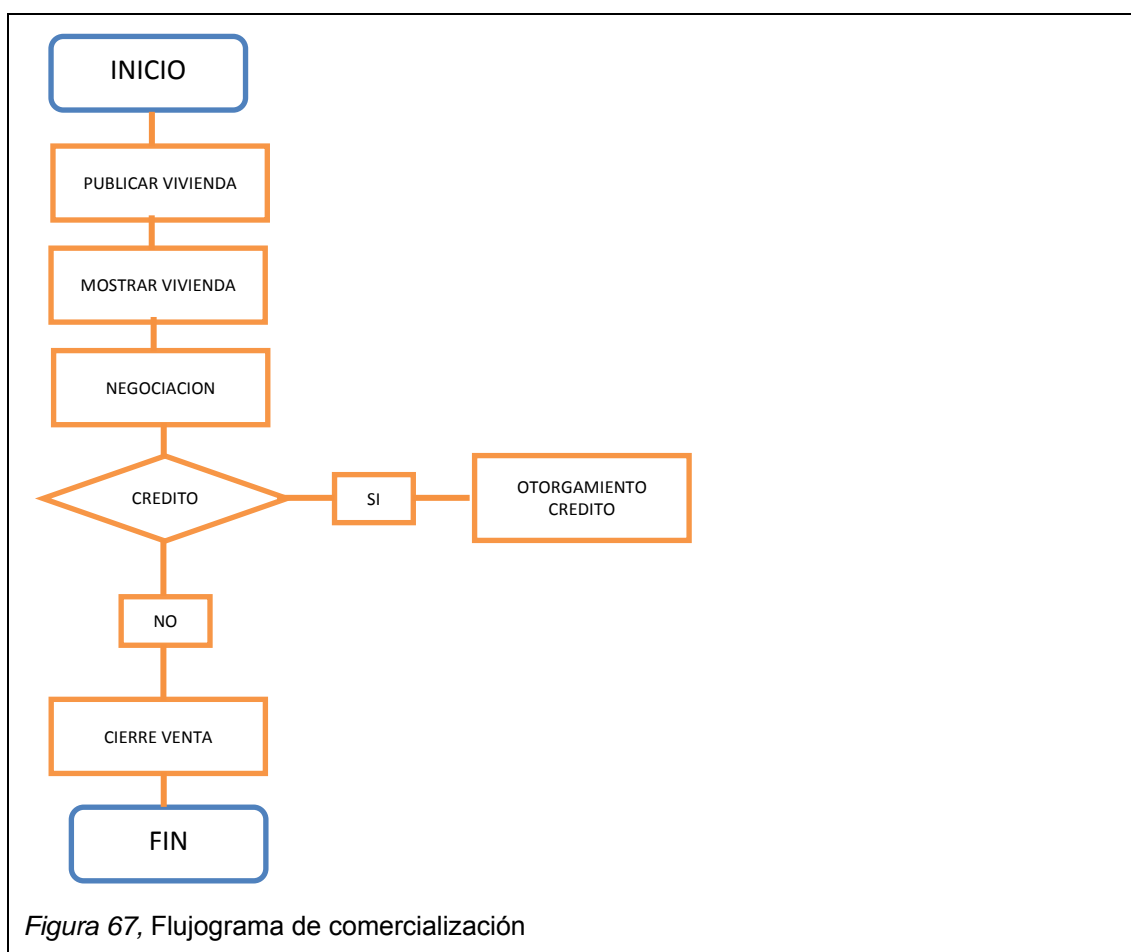 INICIO
PUBLICAR VIVIENDA
MOSTRAR VIVIENDA
NEGOCIACION
CREDITO
SI
OTORGAMIENTO
CREDITO
NO
CIERRE VENTA
FIN
Figura 67, Flujograma de comercialización